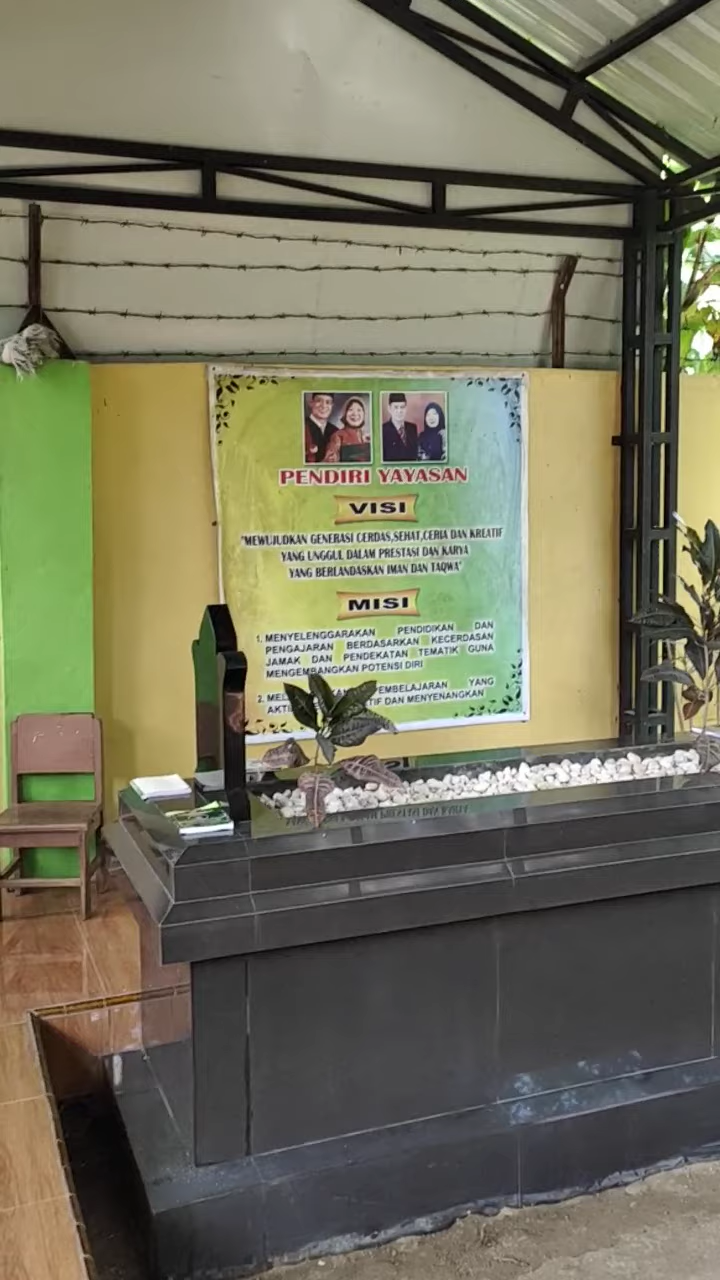 PENDIRI YAYASAN
VISI
"MEWUJUDKAN GENERASI CERDAS,SEHAT,CERIA DAN KREATIF
YANG UNGGUL DALAM PRESTASI DAN KARYA
YANG BERLANDASKAN IMAN DAN TAQWA"
MISI
1. MENYELENGGARAKAN PENDIDIKAN DAN
PENGAJARAN BERDASARKAN KECERDASAN
JAMAK DAN PENDEKATAN TEMATIK GUNA
MENGEMBANGKAN POTENSI DIRI
2. PEMBELAJARAN YANG
DAN MENYENANGKAN